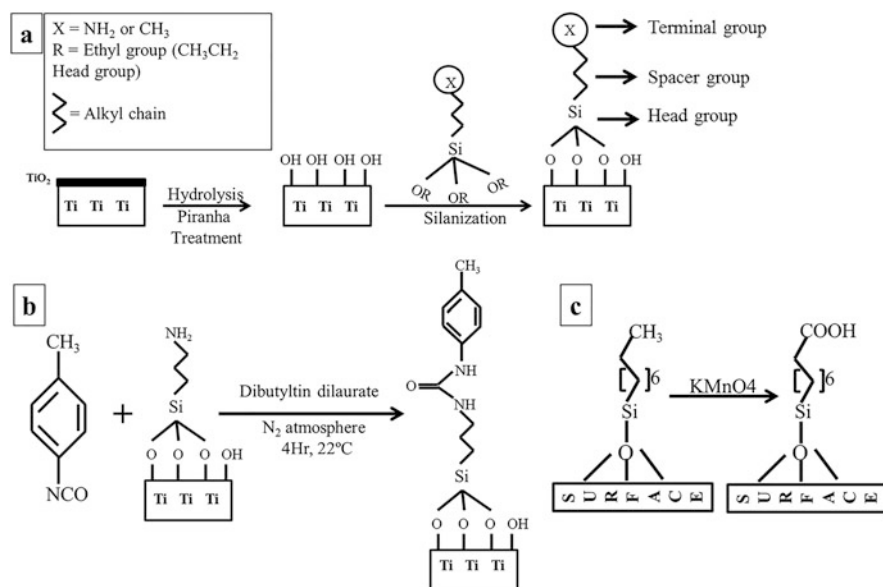 a
X = NH2 or CH3
R = Ethyl group (CH3CH2
Head group)
= Alkyl chain
TiO2
Ti Ti Ti
Hydrolysis
Piranha
Treatment
OH OH OH OH
Ti Ti Ti
X
Si
OR OR OR
Silanization
X
Terminal group
Spacer group
Si
Head group
O O O OH
Ti Ti Ti
b
CH3
NCO
+
NH2
Si
O O O OH
Ti Ti Ti
Dibutyltin dilaurate
N2 atmosphere
4Hr, 22°C
CH3
NH
O
NH
Si
O O O OH
Ti Ti Ti
c
CH3
6
Si
O
SURFACE
KMnO4
COOH
6
Si
O
SURFACE